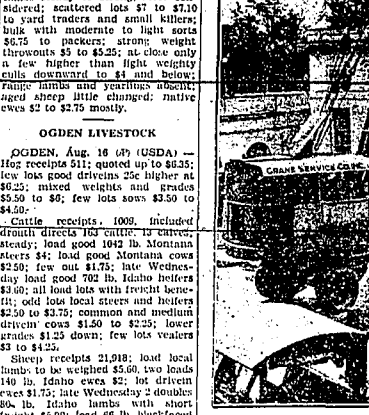 sidered; scattered lots $7 to $7.10
to yard traders and small killers;
bulk with moderate to light sorts
$6.75 to packers; strong weight
throwouts $5 to $5.25; at close only
a few higher than fight weighty
culls downward to $4 and below;
range lambs and yearlings absent;
aged sheep little changed; native
ewes $2 to $2.75 mostly.
OGDEN LIVESTOCK
OGDEN, Aug. 16 (AP) (USDA) —
Hog receipts 511; quoted up to $6.35;
few lots good driveins 25c higher at
$6.25; mixed weights and grades
$5.50 to $6; few lots sows $3.50 to
$4.50.
Cattle receipts, 1009, included
drouth directs 163 cattle, 13 calves;
steady; load good 1042 lb. Montana
steers $4; load good Montana cows
$2.50; few out $1.75; late Wednes-
day load good 702 lb. Idaho heifers
$3.60; all load lots with freight bene-
fit; odd lots local steers and heifers
$2.50 to $3.75; common and medium
drivein cows $1.50 to $2.25; lower
grades $1.25 down; few lots vealers
$3 to $4.25.
Sheep receipts 21,918; load local
lambs to be weighed $5.60, two loads
140 lb. Idaho ewes $2; lot drivein
ewes $1.75; late Wednesday 2 doubles
80 lb. Idaho lambs with short
lb.
CRANE SERVICE CO. INC.